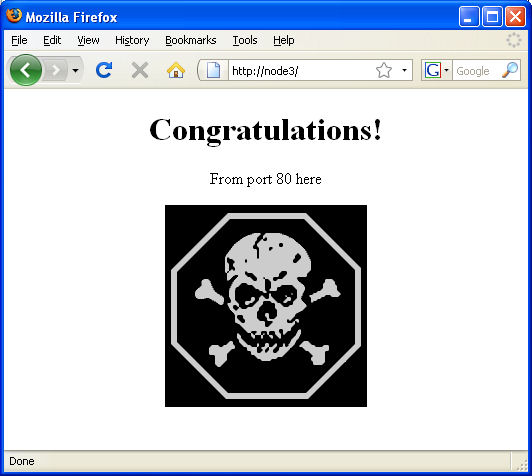 Mozilla Firefox
File Edit View History Bookmarks Tools Help
http://node3/ G Google
Congratulations!
From port 80 here
Done